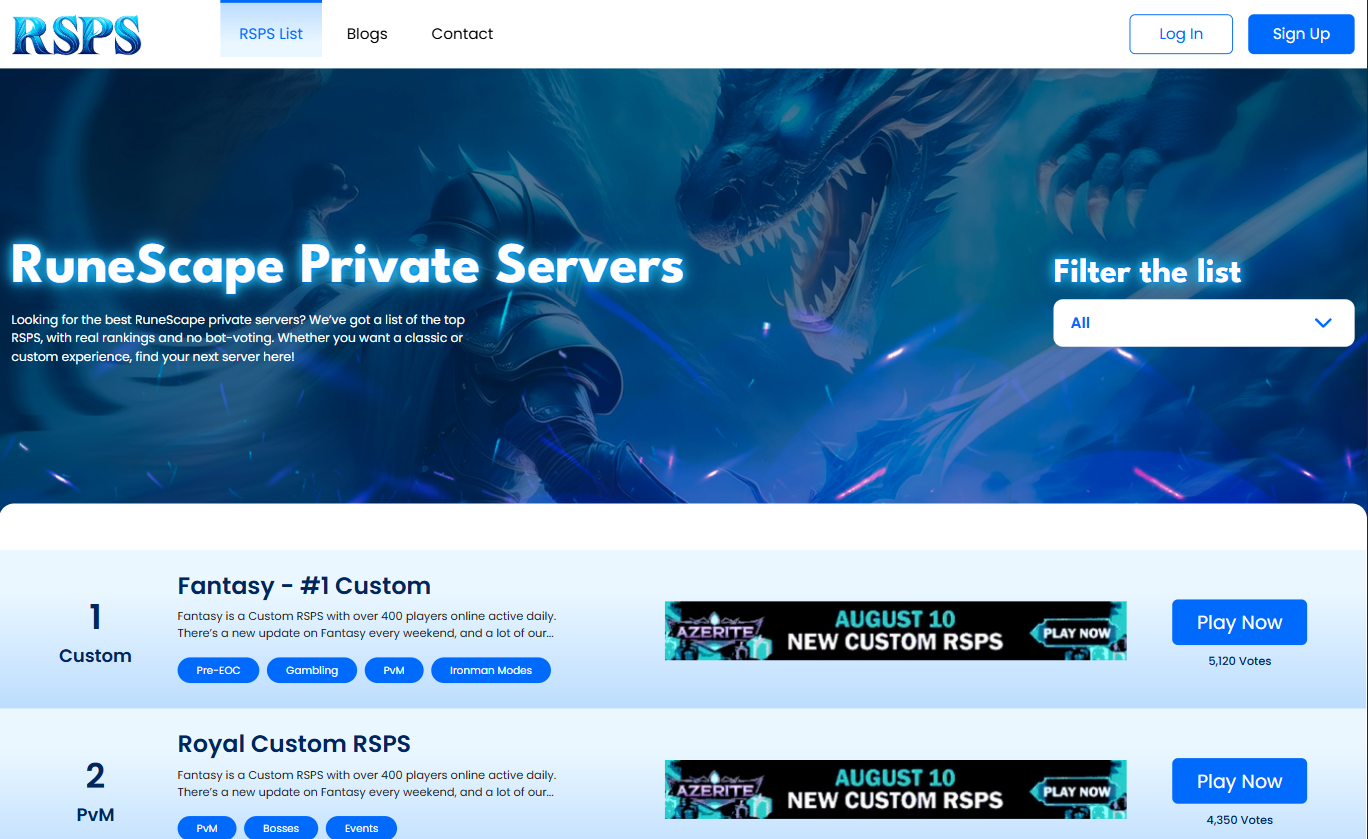 RSPS
RSPS List
Blogs
Contact
Log In
Sign Up
RuneScape Private Servers
Looking for the best RuneScape private servers? We’ve got a list of the top
RSPS, with real rankings and no bot-voting. Whether you want a classic or
custom experience, find your next server here!
Filter the list
All
1
Custom
Fantasy - #1 Custom
Fantasy is a Custom RSPS with over 400 players online active daily.
There’s a new update on Fantasy every weekend, and a lot of our...
Pre-EOC
Gambling
PvM
Ironman Modes
AZERITE
AUGUST 10
NEW CUSTOM RSPS
PLAY NOW
Play Now
5,120 Votes
2
PvM
Royal Custom RSPS
Fantasy is a Custom RSPS with over 400 players online active daily.
There’s a new update on Fantasy every weekend, and a lot of our...
PvM
Bosses
Events
AZERITE
AUGUST 10
NEW CUSTOM RSPS
PLAY NOW
Play Now
4,350 Votes